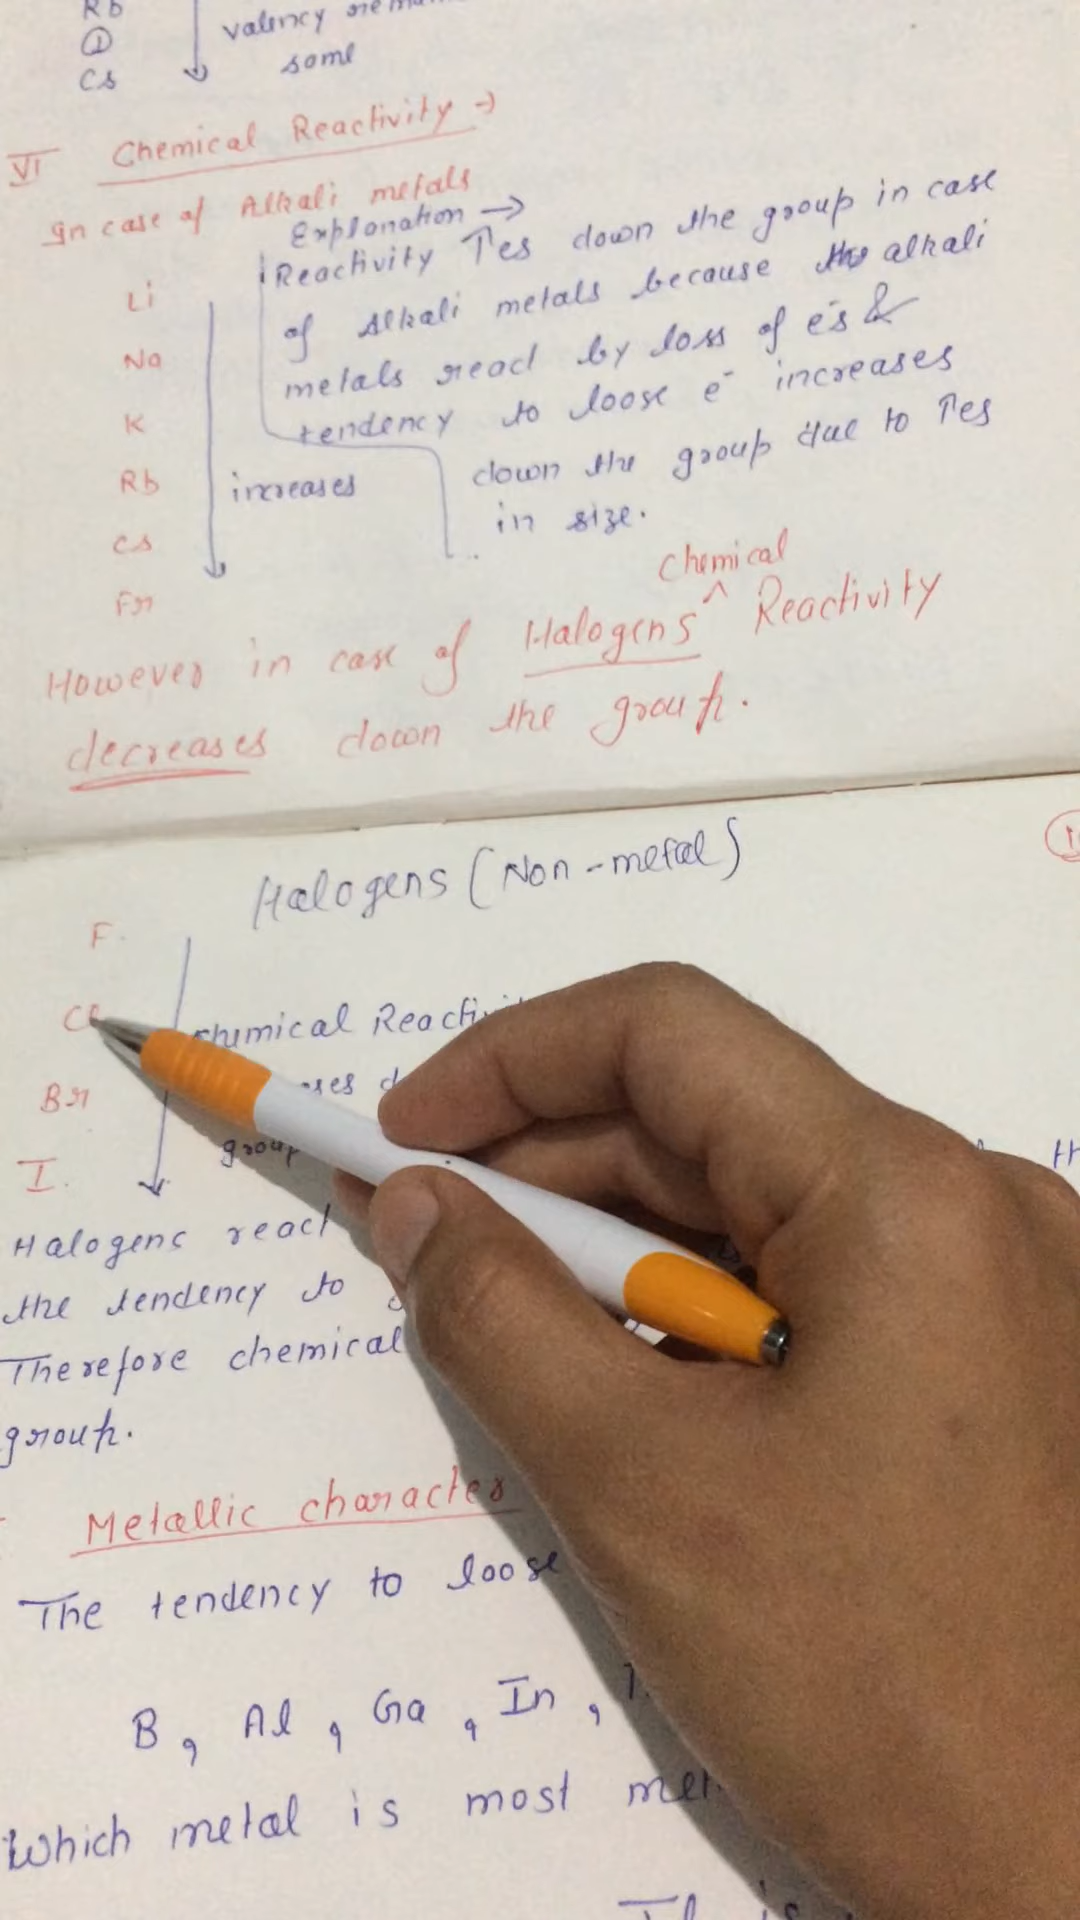 Rb
①
Cs
valency
same
VI Chemical Reactivity →
In case of Alkali metals
Explanation →
Reactivity ↑es down the group in case
of Alkali metals because the alkali
metals react by loss of e⁻s &
tendency to loose e⁻ increases
down the group due to ↑es
in size.
Li
Na
K
Rb
Cs
Fr
increases
However in case of Halogens ^ Chemical Reactivity
decreases down the group.
Halogens (Non-metal)
F
Br
I
Chemical
group
Halogens react
the tendency to
Therefore chemical
group.
Metallic character
The tendency to loose
B, Al, Ga, In,
Which metal is most